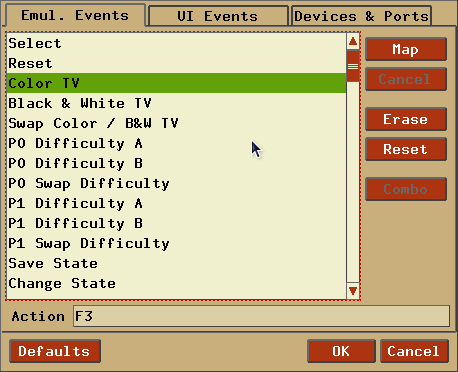 Emul. Events UI Events Devices & Ports
Select
Reset
Color TV
Black & White TV
Swap Color / B&W TV
P0 Difficulty A
P0 Difficulty B
P0 Swap Difficulty
P1 Difficulty A
P1 Difficulty B
P1 Swap Difficulty
Save State
Change State
Map
Cancel
Erase
Reset
Combo
Action F3
Defaults OK Cancel